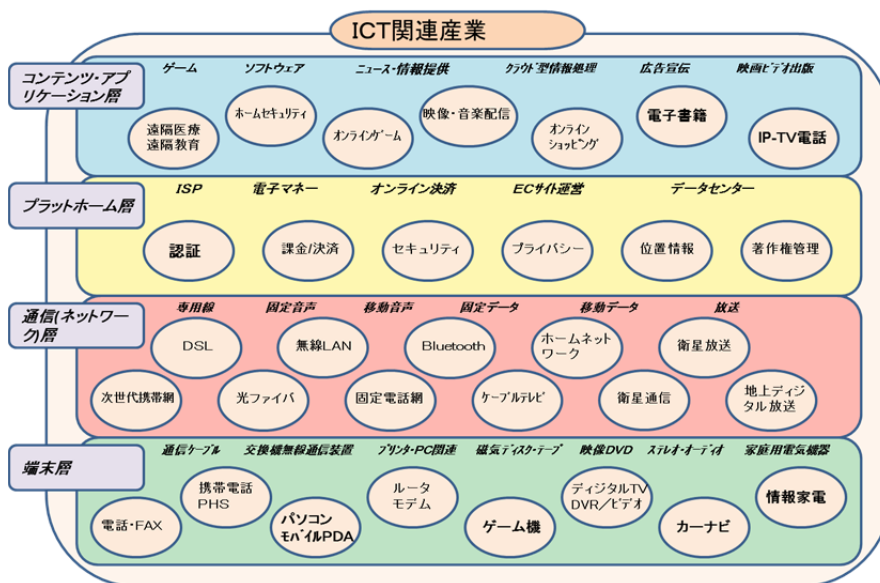 ICT関連産業
コンテンツ・アプ
リケーション層
ゲーム
ソフトウェア
ニュース・情報提供
クラウド型情報処理
広告宣伝
映画ビデオ出版
遠隔医療
遠隔教育
ホームセキュリティ
オンラインゲーム
映像・音楽配信
オンライン
ショッピング
電子書籍
IP-TV電話
プラットホーム層
ISP
電子マネー
オンライン決済
ECサイト運営
データセンター
認証
課金/決済
セキュリティ
プライバシー
位置情報
著作権管理
通信(ネットワー
ク)層
専用線
固定音声
移動音声
固定データ
移動データ
放送
DSL
無線LAN
Bluetooth
ホームネット
ワーク
衛星放送
次世代携帯網
光ファイバ
固定電話網
ケーブルテレビ
衛星通信
地上ディジ
タル放送
端末層
通信ケーブル
交換機無線通信装置
プリンタ・PC関連
磁気ディスク・テープ
映像DVD
ステレオ・オーディオ
家庭用電気機器
電話・FAX
携帯電話
PHS
パソコン
モバイルPDA
ルータ
モデム
ゲーム機
ディジタルTV
DVR／ビデオ
カーナビ
情報家電